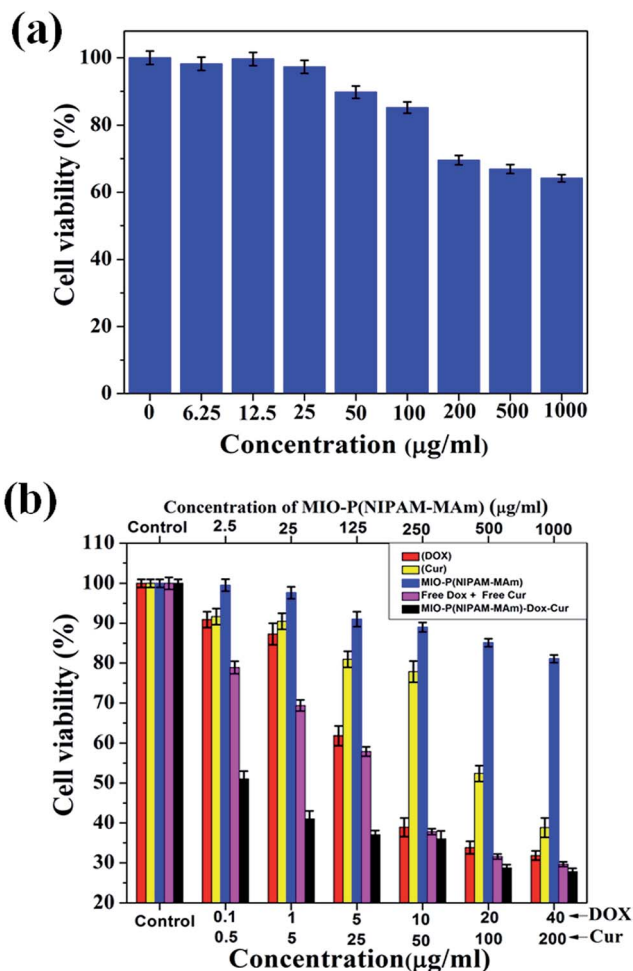 (a)
100
80
60
40
20
0
Cell viability (%)
0 6.25 12.5 25 50 100 200 500 1000
Concentration (μg/ml)
(b)
Concentration of MIO-P(NIPAM-MAm) (μg/ml)
Control 2.5 25 125 250 500 1000
110
100
90
80
70
60
50
40
30
20
Cell viability (%)
(DOX)
(Cur)
MIO-P(NIPAM-MAm)
Free Dox + Free Cur
MIO-P(NIPAM-MAm)-Dox-Cur
Control 0.1 1 5 10 20 40 ←DOX
0.5 5 25 50 100 200 ←Cur
Concentration(μg/ml)